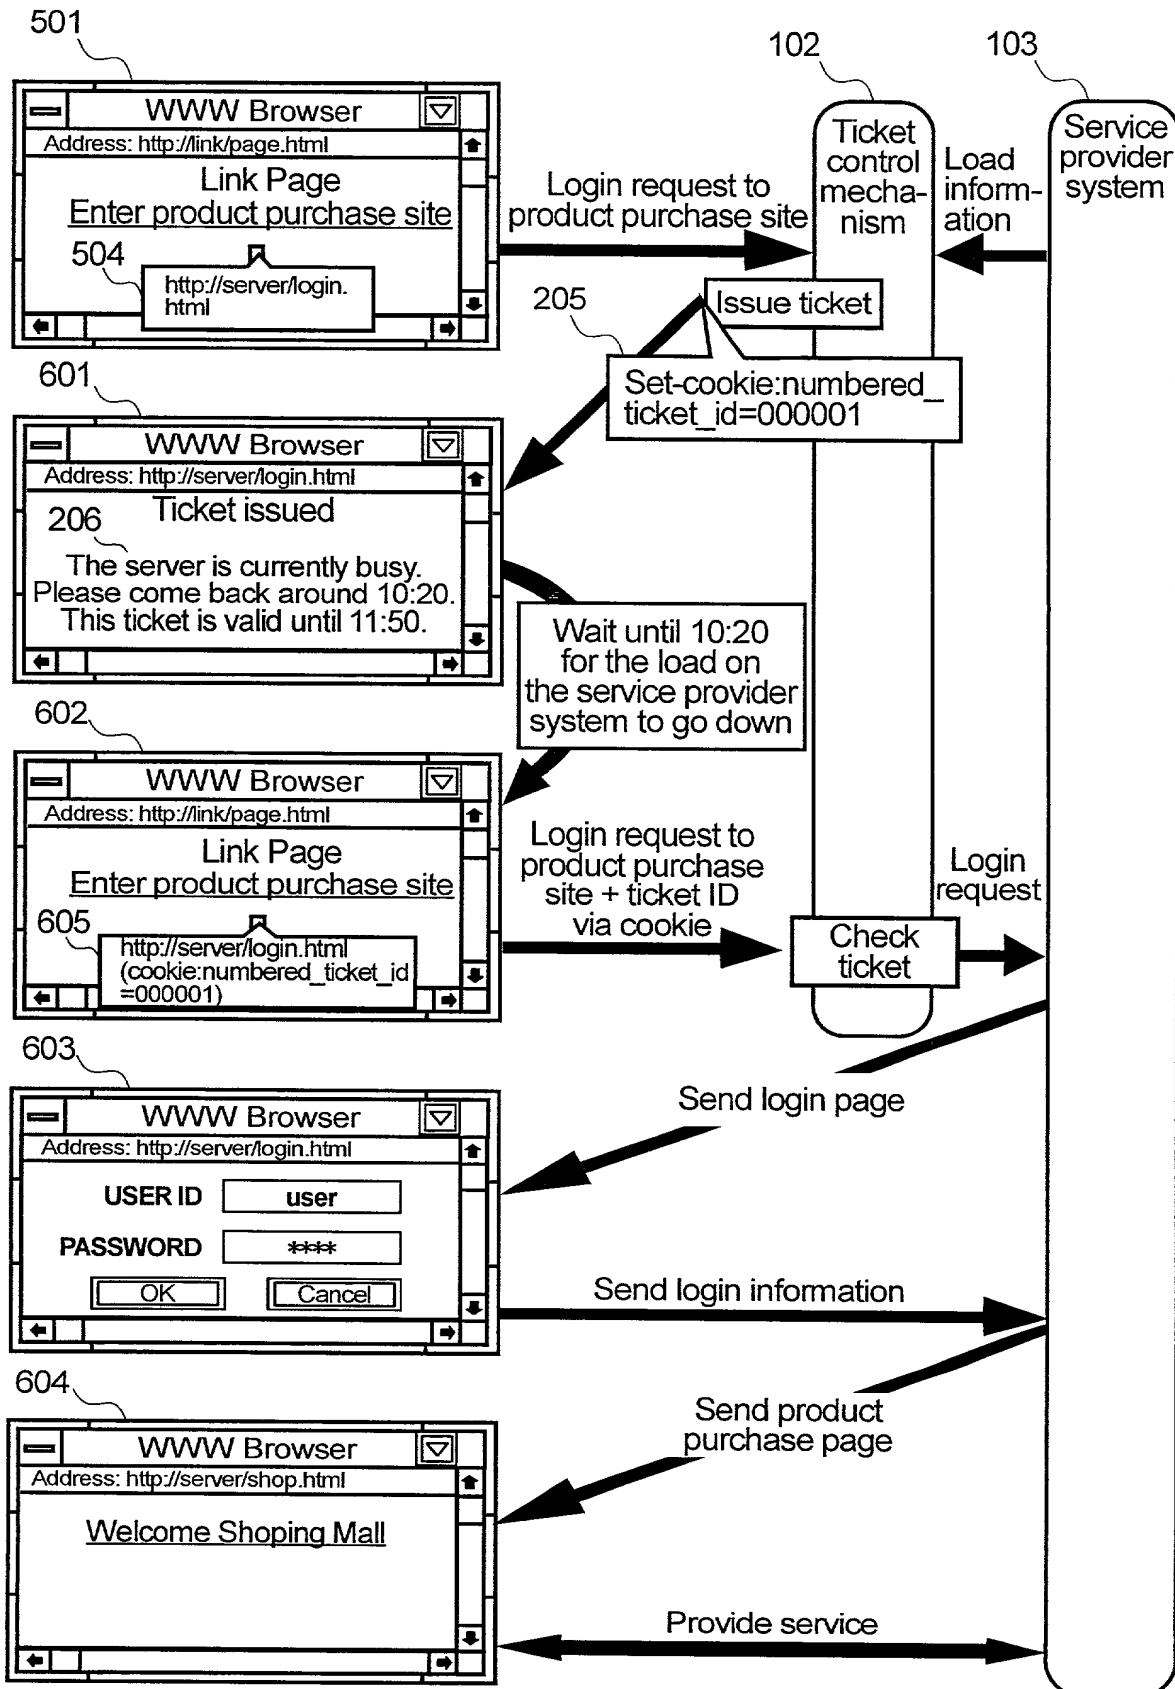 501
102
103
WWW Browser
Address: http://link/page.html
Link Page
Enter product purchase site
504
http://server/login.
html
Login request to
product purchase site
Ticket
control
mecha-
nism
Load
inform-
ation
Service
provider
system
205
Issue ticket
Set-cookie:numbered_
ticket_id=000001
601
WWW Browser
Address: http://server/login.html
Ticket issued
206
The server is currently busy.
Please come back around 10:20.
This ticket is valid until 11:50.
Wait until 10:20
for the load on
the service provider
system to go down
602
WWW Browser
Address: http://link/page.html
Link Page
Enter product purchase site
605
http://server/login.html
(cookie:numbered_ticket_id
=000001)
Login request to
product purchase
site + ticket ID
via cookie
Check
ticket
Login
request
603
WWW Browser
Address: http://server/login.html
USER ID
user
PASSWORD
****
OK
Cancel
Send login page
Send login information
604
WWW Browser
Address: http://server/shop.html
Welcome Shoping Mall
Send product
purchase page
Provide service